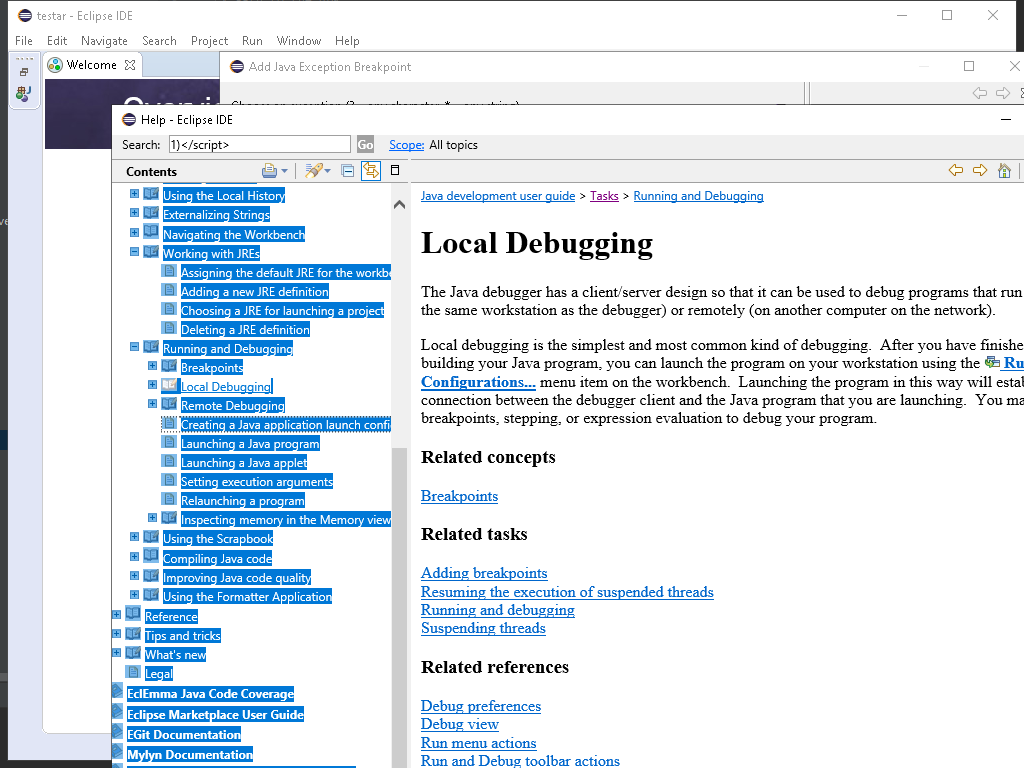 testar - Eclipse IDE
File Edit Navigate Search Project Run Window Help
Welcome
Add Java Exception Breakpoint
Help - Eclipse IDE
Search: 1)</script> Go Scope: All topics
Contents
Using the Local History
Externalizing Strings
Navigating the Workbench
Working with JREs
Assigning the default JRE for the workbe
Adding a new JRE definition
Choosing a JRE for launching a project
Deleting a JRE definition
Running and Debugging
Breakpoints
Local Debugging
Remote Debugging
Creating a Java application launch confi
Launching a Java program
Launching a Java applet
Setting execution arguments
Relaunching a program
Inspecting memory in the Memory view
Using the Scrapbook
Compiling Java code
Improving Java code quality
Using the Formatter Application
Reference
Tips and tricks
What's new
Legal
EclEmma Java Code Coverage
Eclipse Marketplace User Guide
EGit Documentation
Mylyn Documentation
Java development user guide > Tasks > Running and Debugging
Local Debugging
The Java debugger has a client/server design so that it can be used to debug programs that run
the same workstation as the debugger) or remotely (on another computer on the network).
Local debugging is the simplest and most common kind of debugging. After you have finishe
building your Java program, you can launch the program on your workstation using the Ru
Configurations... menu item on the workbench. Launching the program in this way will estab
connection between the debugger client and the Java program that you are launching. You ma
breakpoints, stepping, or expression evaluation to debug your program.
Related concepts
Breakpoints
Related tasks
Adding breakpoints
Resuming the execution of suspended threads
Running and debugging
Suspending threads
Related references
Debug preferences
Debug view
Run menu actions
Run and Debug toolbar actions